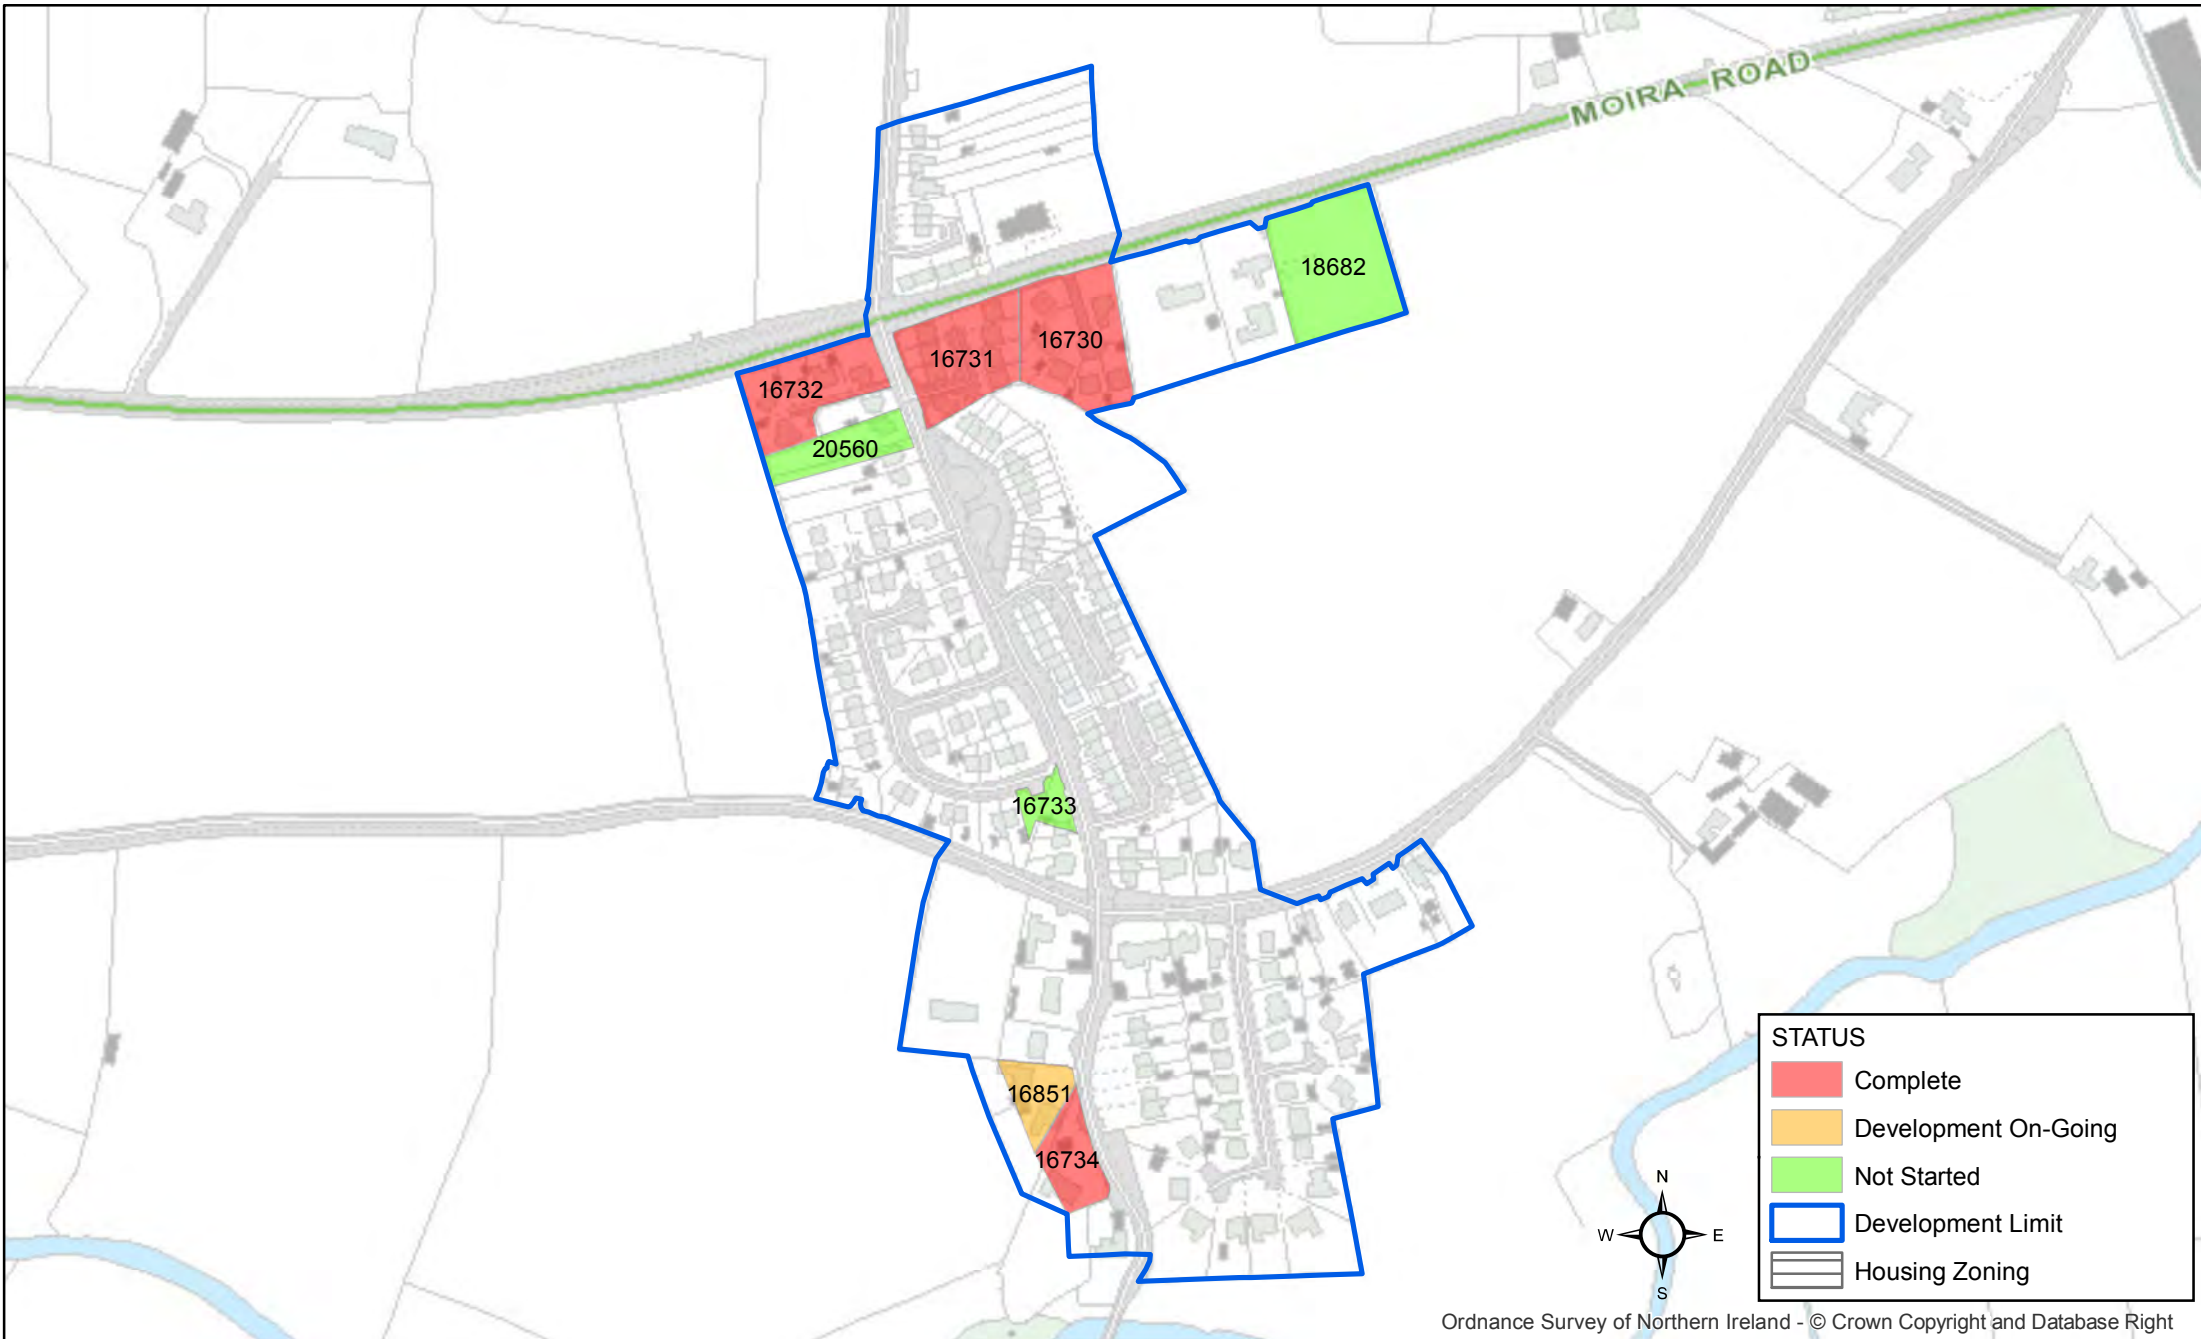 MOIRA ROAD
18682
16730
16731
16732
20560
16733
16851
16734
STATUS
Complete
Development On-Going
Not Started
Development Limit
Housing Zoning
N
W E
S
Ordnance Survey of Northern Ireland - © Crown Copyright and Database Right